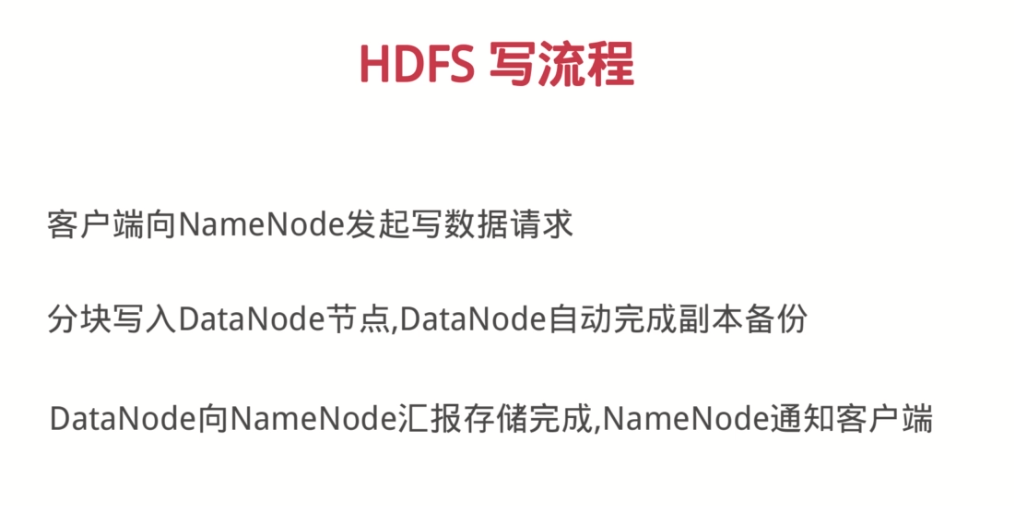 HDFS 写流程
客户端向NameNode发起写数据请求
分块写入DataNode节点,DataNode自动完成副本备份
DataNode向NameNode汇报存储完成,NameNode通知客户端